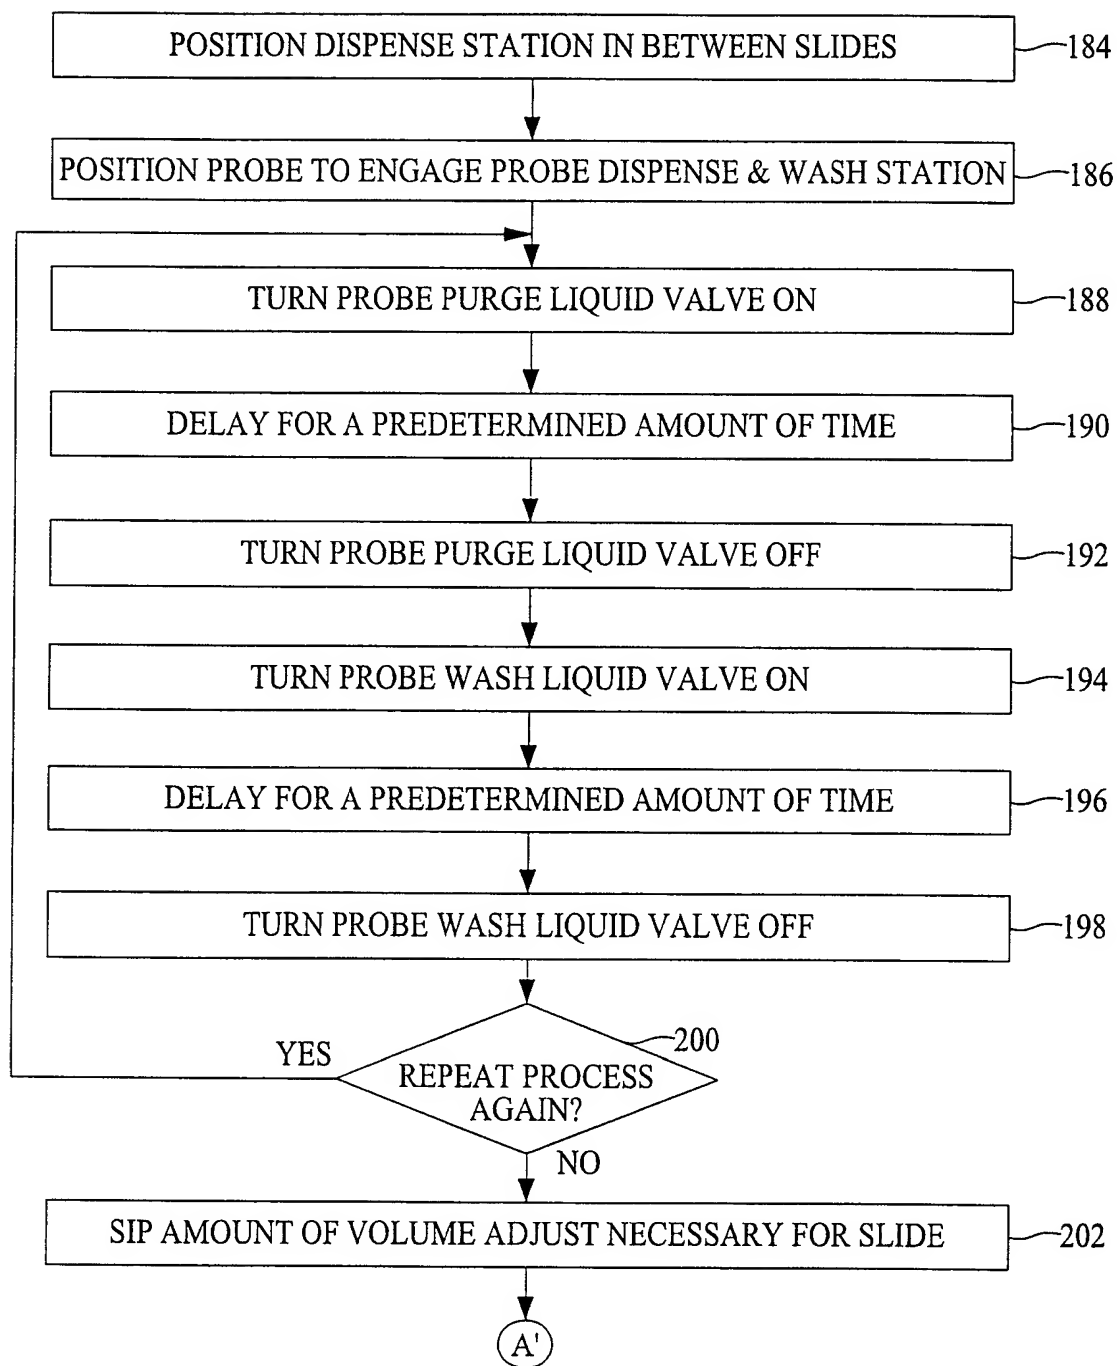 POSITION DISPENSE STATION IN BETWEEN SLIDES 184
POSITION PROBE TO ENGAGE PROBE DISPENSE & WASH STATION 186
TURN PROBE PURGE LIQUID VALVE ON 188
DELAY FOR A PREDETERMINED AMOUNT OF TIME 190
TURN PROBE PURGE LIQUID VALVE OFF 192
TURN PROBE WASH LIQUID VALVE ON 194
DELAY FOR A PREDETERMINED AMOUNT OF TIME 196
TURN PROBE WASH LIQUID VALVE OFF 198
200
YES
REPEAT PROCESS
AGAIN?
NO
SIP AMOUNT OF VOLUME ADJUST NECESSARY FOR SLIDE 202
A'